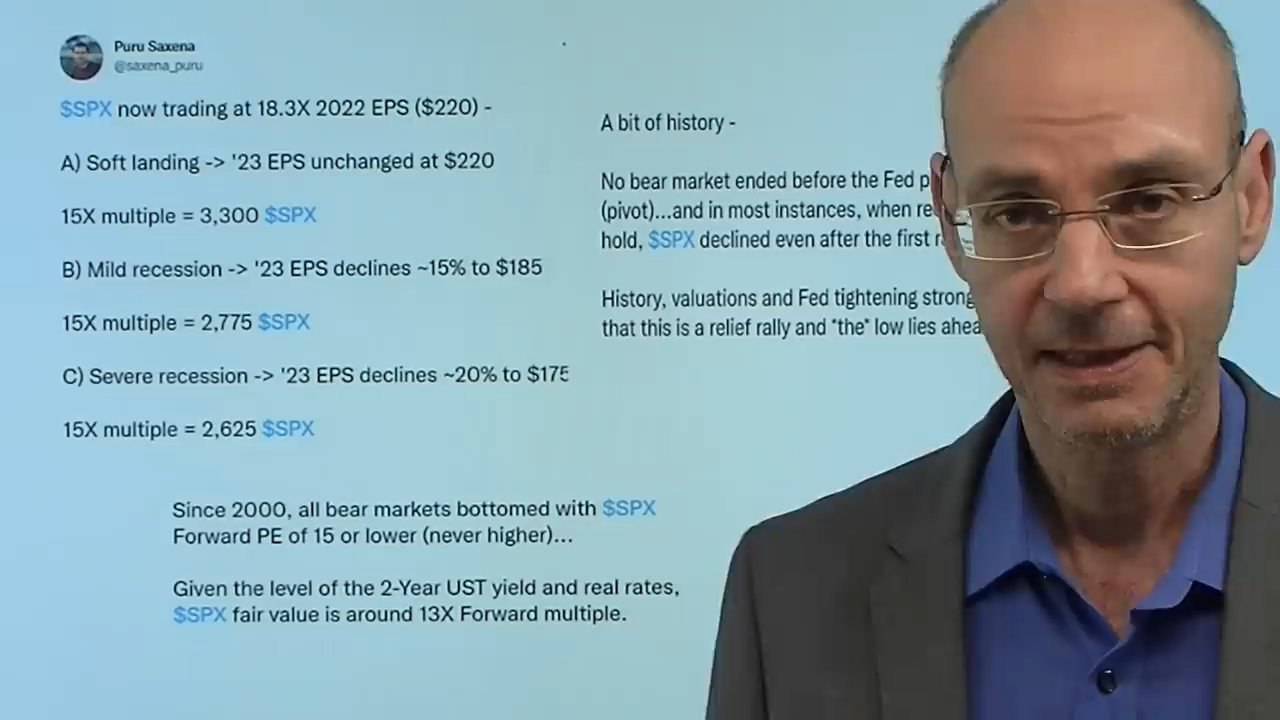 Puru Saxena
@saxena_puru
$SPX now trading at 18.3X 2022 EPS ($220) -
A) Soft landing -> '23 EPS unchanged at $220
15X multiple = 3,300 $SPX
B) Mild recession -> '23 EPS declines ~15% to $185
15X multiple = 2,775 $SPX
C) Severe recession -> '23 EPS declines ~20% to $175
15X multiple = 2,625 $SPX
Since 2000, all bear markets bottomed with $SPX
Forward PE of 15 or lower (never higher)...
Given the level of the 2-Year UST yield and real rates,
$SPX fair value is around 13X Forward multiple.
A bit of history -
No bear market ended before the Fed
(pivot)...and in most instances, when
hold, $SPX declined even after the first
History, valuations and Fed tightening
that this is a relief rally and *the* low lies